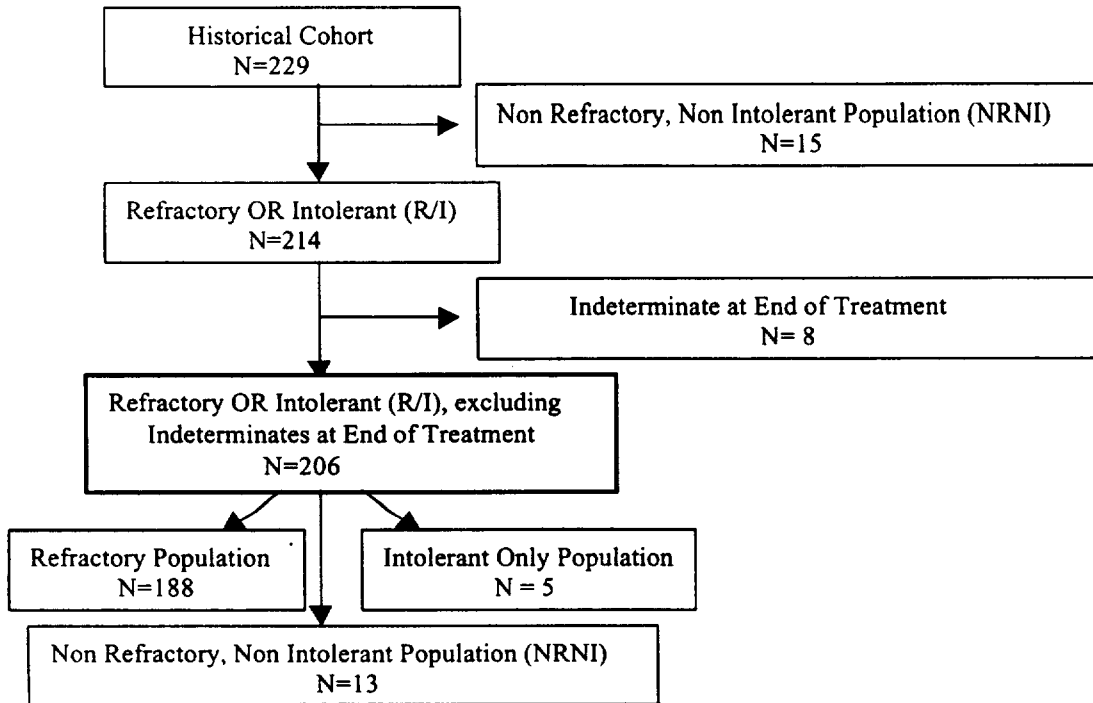 Historical Cohort
N=229
Non Refractory, Non Intolerant Population (NRNI)
N=15
Refractory OR Intolerant (R/I)
N=214
Indeterminate at End of Treatment
N= 8
Refractory OR Intolerant (R/I), excluding
Indeterminates at End of Treatment
N=206
Refractory Population
N=188
Intolerant Only Population
N = 5
Non Refractory, Non Intolerant Population (NRNI)
N=13